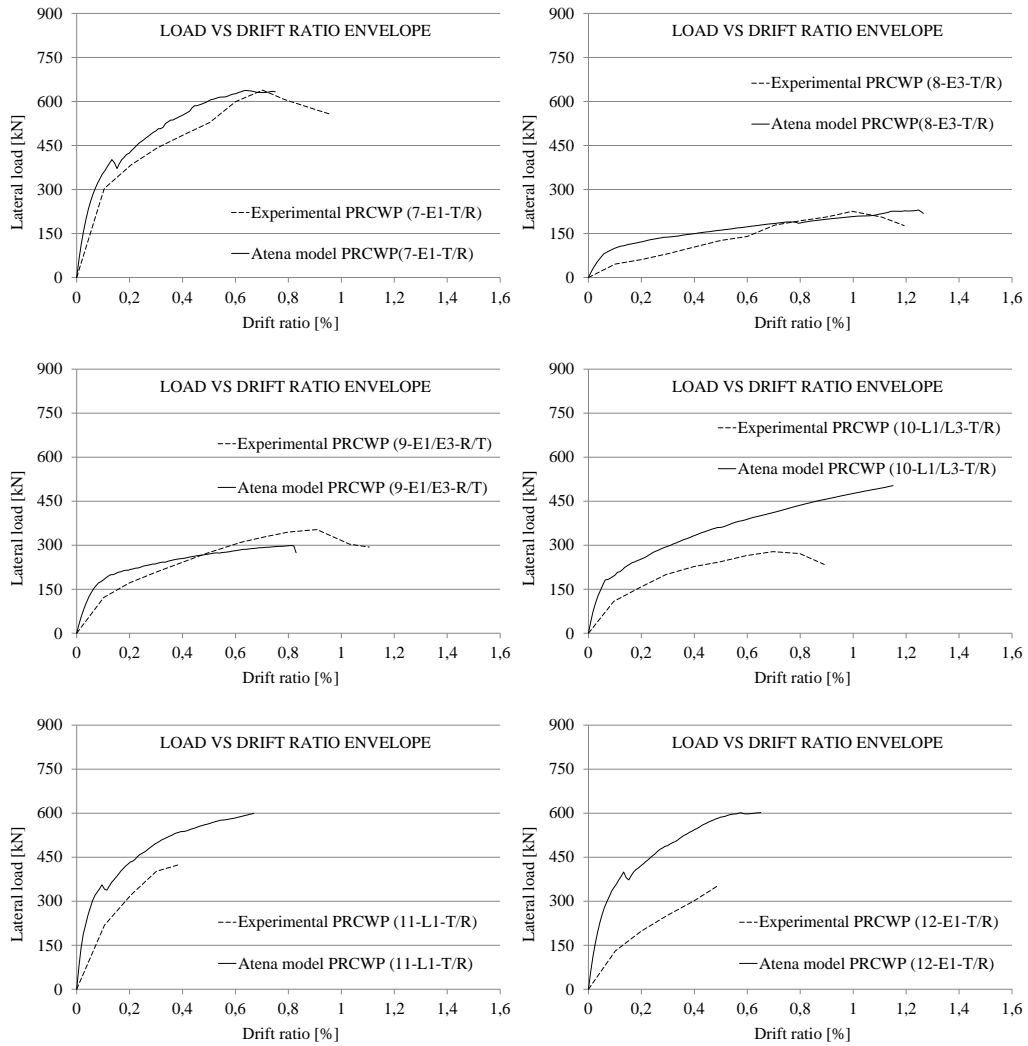 LOAD VS DRIFT RATIO ENVELOPE
Lateral load [kN]
900
750
600
450
300
150
0
Experimental PRCWP (7-E1-T/R)
Atena model PRCWP(7-E1-T/R)
0 0,2 0,4 0,6 0,8 1 1,2 1,4 1,6
Drift ratio [%]
LOAD VS DRIFT RATIO ENVELOPE
Lateral load [kN]
900
750
600
450
300
150
0
Experimental PRCWP (8-E3-T/R)
Atena model PRCWP(8-E3-T/R)
0 0,2 0,4 0,6 0,8 1 1,2 1,4 1,6
Drift ratio [%]
LOAD VS DRIFT RATIO ENVELOPE
Lateral load [kN]
900
750
600
450
300
150
0
Experimental PRCWP (9-E1/E3-R/T)
Atena model PRCWP (9-E1/E3-R/T)
0 0,2 0,4 0,6 0,8 1 1,2 1,4 1,6
Drift ratio [%]
LOAD VS DRIFT RATIO ENVELOPE
Lateral load [kN]
900
750
600
450
300
150
0
Experimental PRCWP (10-L1/L3-T/R)
Atena model PRCWP (10-L1/L3-T/R)
0 0,2 0,4 0,6 0,8 1 1,2 1,4 1,6
Drift ratio [%]
LOAD VS DRIFT RATIO ENVELOPE
Lateral load [kN]
900
750
600
450
300
150
0
Experimental PRCWP (11-L1-T/R)
Atena model PRCWP (11-L1-T/R)
0 0,2 0,4 0,6 0,8 1 1,2 1,4 1,6
Drift ratio [%]
LOAD VS DRIFT RATIO ENVELOPE
Lateral load [kN]
900
750
600
450
300
150
0
Experimental PRCWP (12-E1-T/R)
Atena model PRCWP (12-E1-T/R)
0 0,2 0,4 0,6 0,8 1 1,2 1,4 1,6
Drift ratio [%]